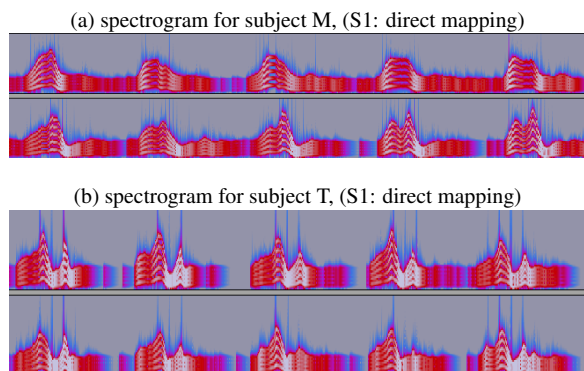 (a) spectrogram for subject M, (S1: direct mapping)
(b) spectrogram for subject T, (S1: direct mapping)